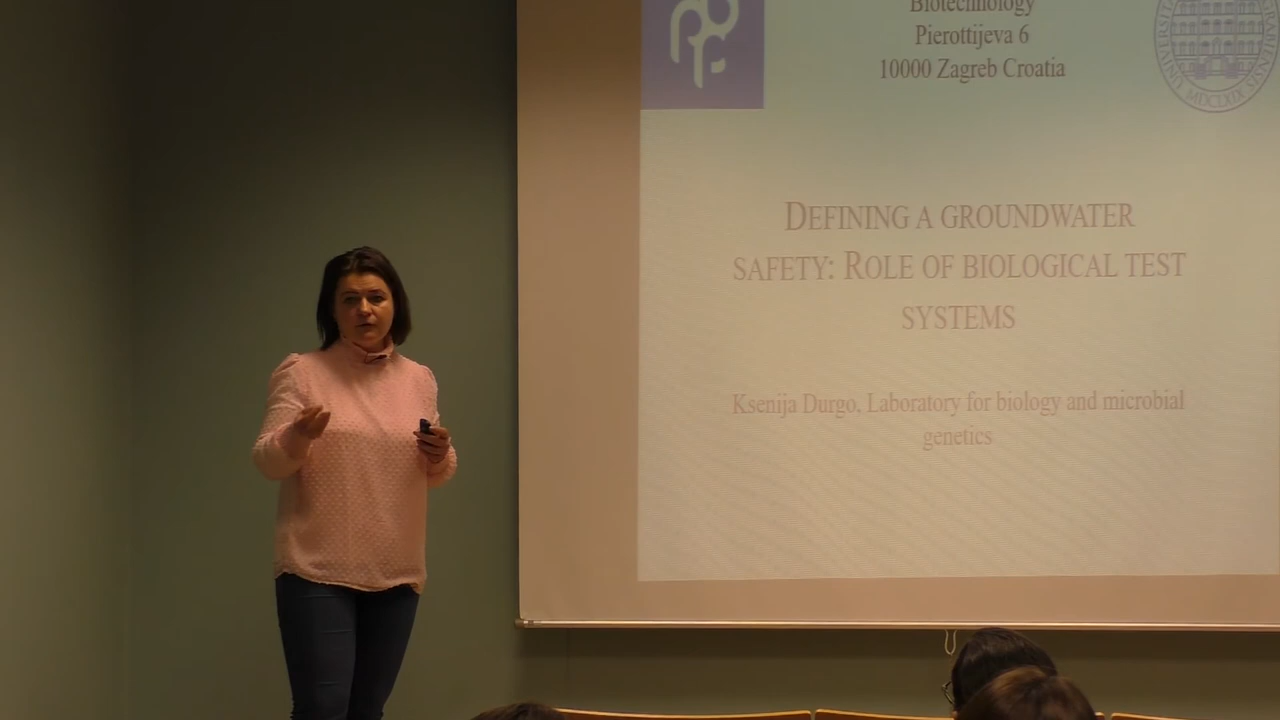 Biotechnology
Pierottijeva 6
10000 Zagreb Croatia
DEFINING A GROUNDWATER
SAFETY: ROLE OF BIOLOGICAL TEST
SYSTEMS
Ksenija Durgo, Laboratory for biology and microbial
genetics
MDCLXIX